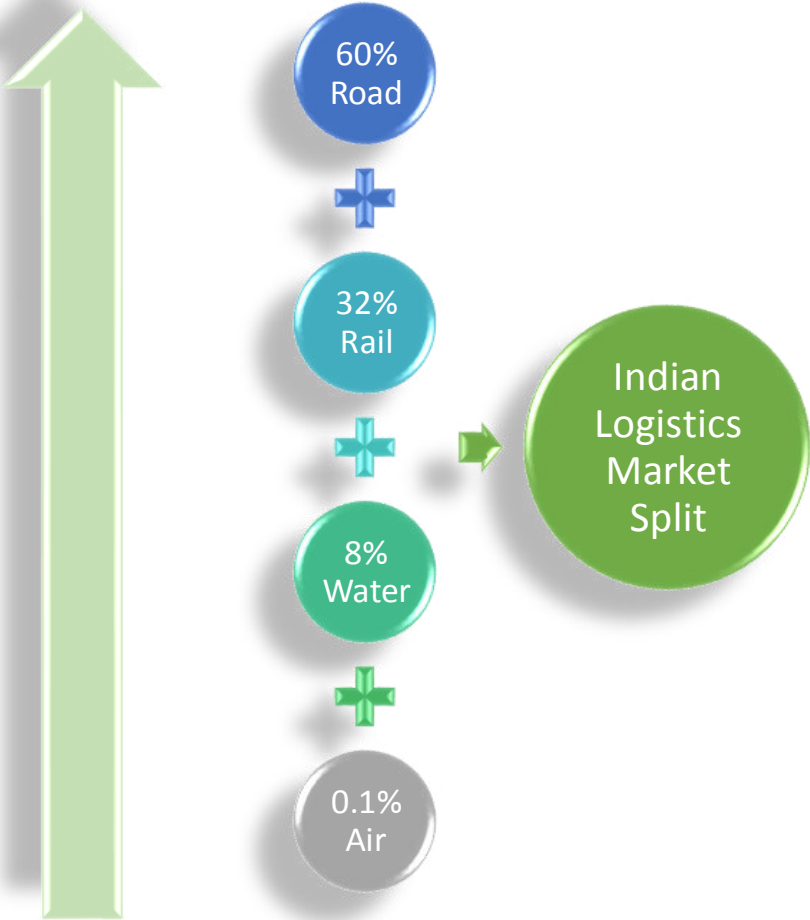 60%
Road
32%
Rail
Indian
Logistics
Market
Split
8%
Water
0.1%
Air